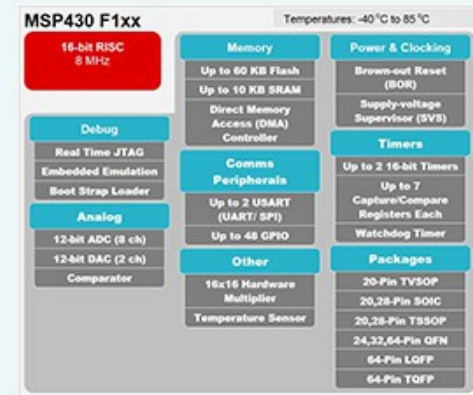 MSP430 F1xx
Temperatures: -40°C to 85°C
16-bit RISC
8 MHz
Debug
Real Time JTAG
Embedded Emulation
Boot Strap Loader
Analog
12-bit ADC (8 ch)
12-bit DAC (2 ch)
Comparator
Memory
Up to 60 KB Flash
Up to 10 KB SRAM
Direct Memory
Access (DMA)
Controller
Comms
Peripherals
Up to 2 USART
(UART/ SPI)
Up to 48 GPIO
Other
16x16 Hardware
Multiplier
Temperature Sensor
Power & Clocking
Brown-out Reset
(BOR)
Supply-voltage
Supervisor (SVS)
Timers
Up to 2 16-bit Timers
Up to 7
Capture/Compare
Registers Each
Watchdog Timer
Packages
20-Pin TVSOP
20,28-Pin SOIC
20,28-Pin TSSOP
24,32,64-Pin QFN
64-Pin LQFP
64-Pin TQFP